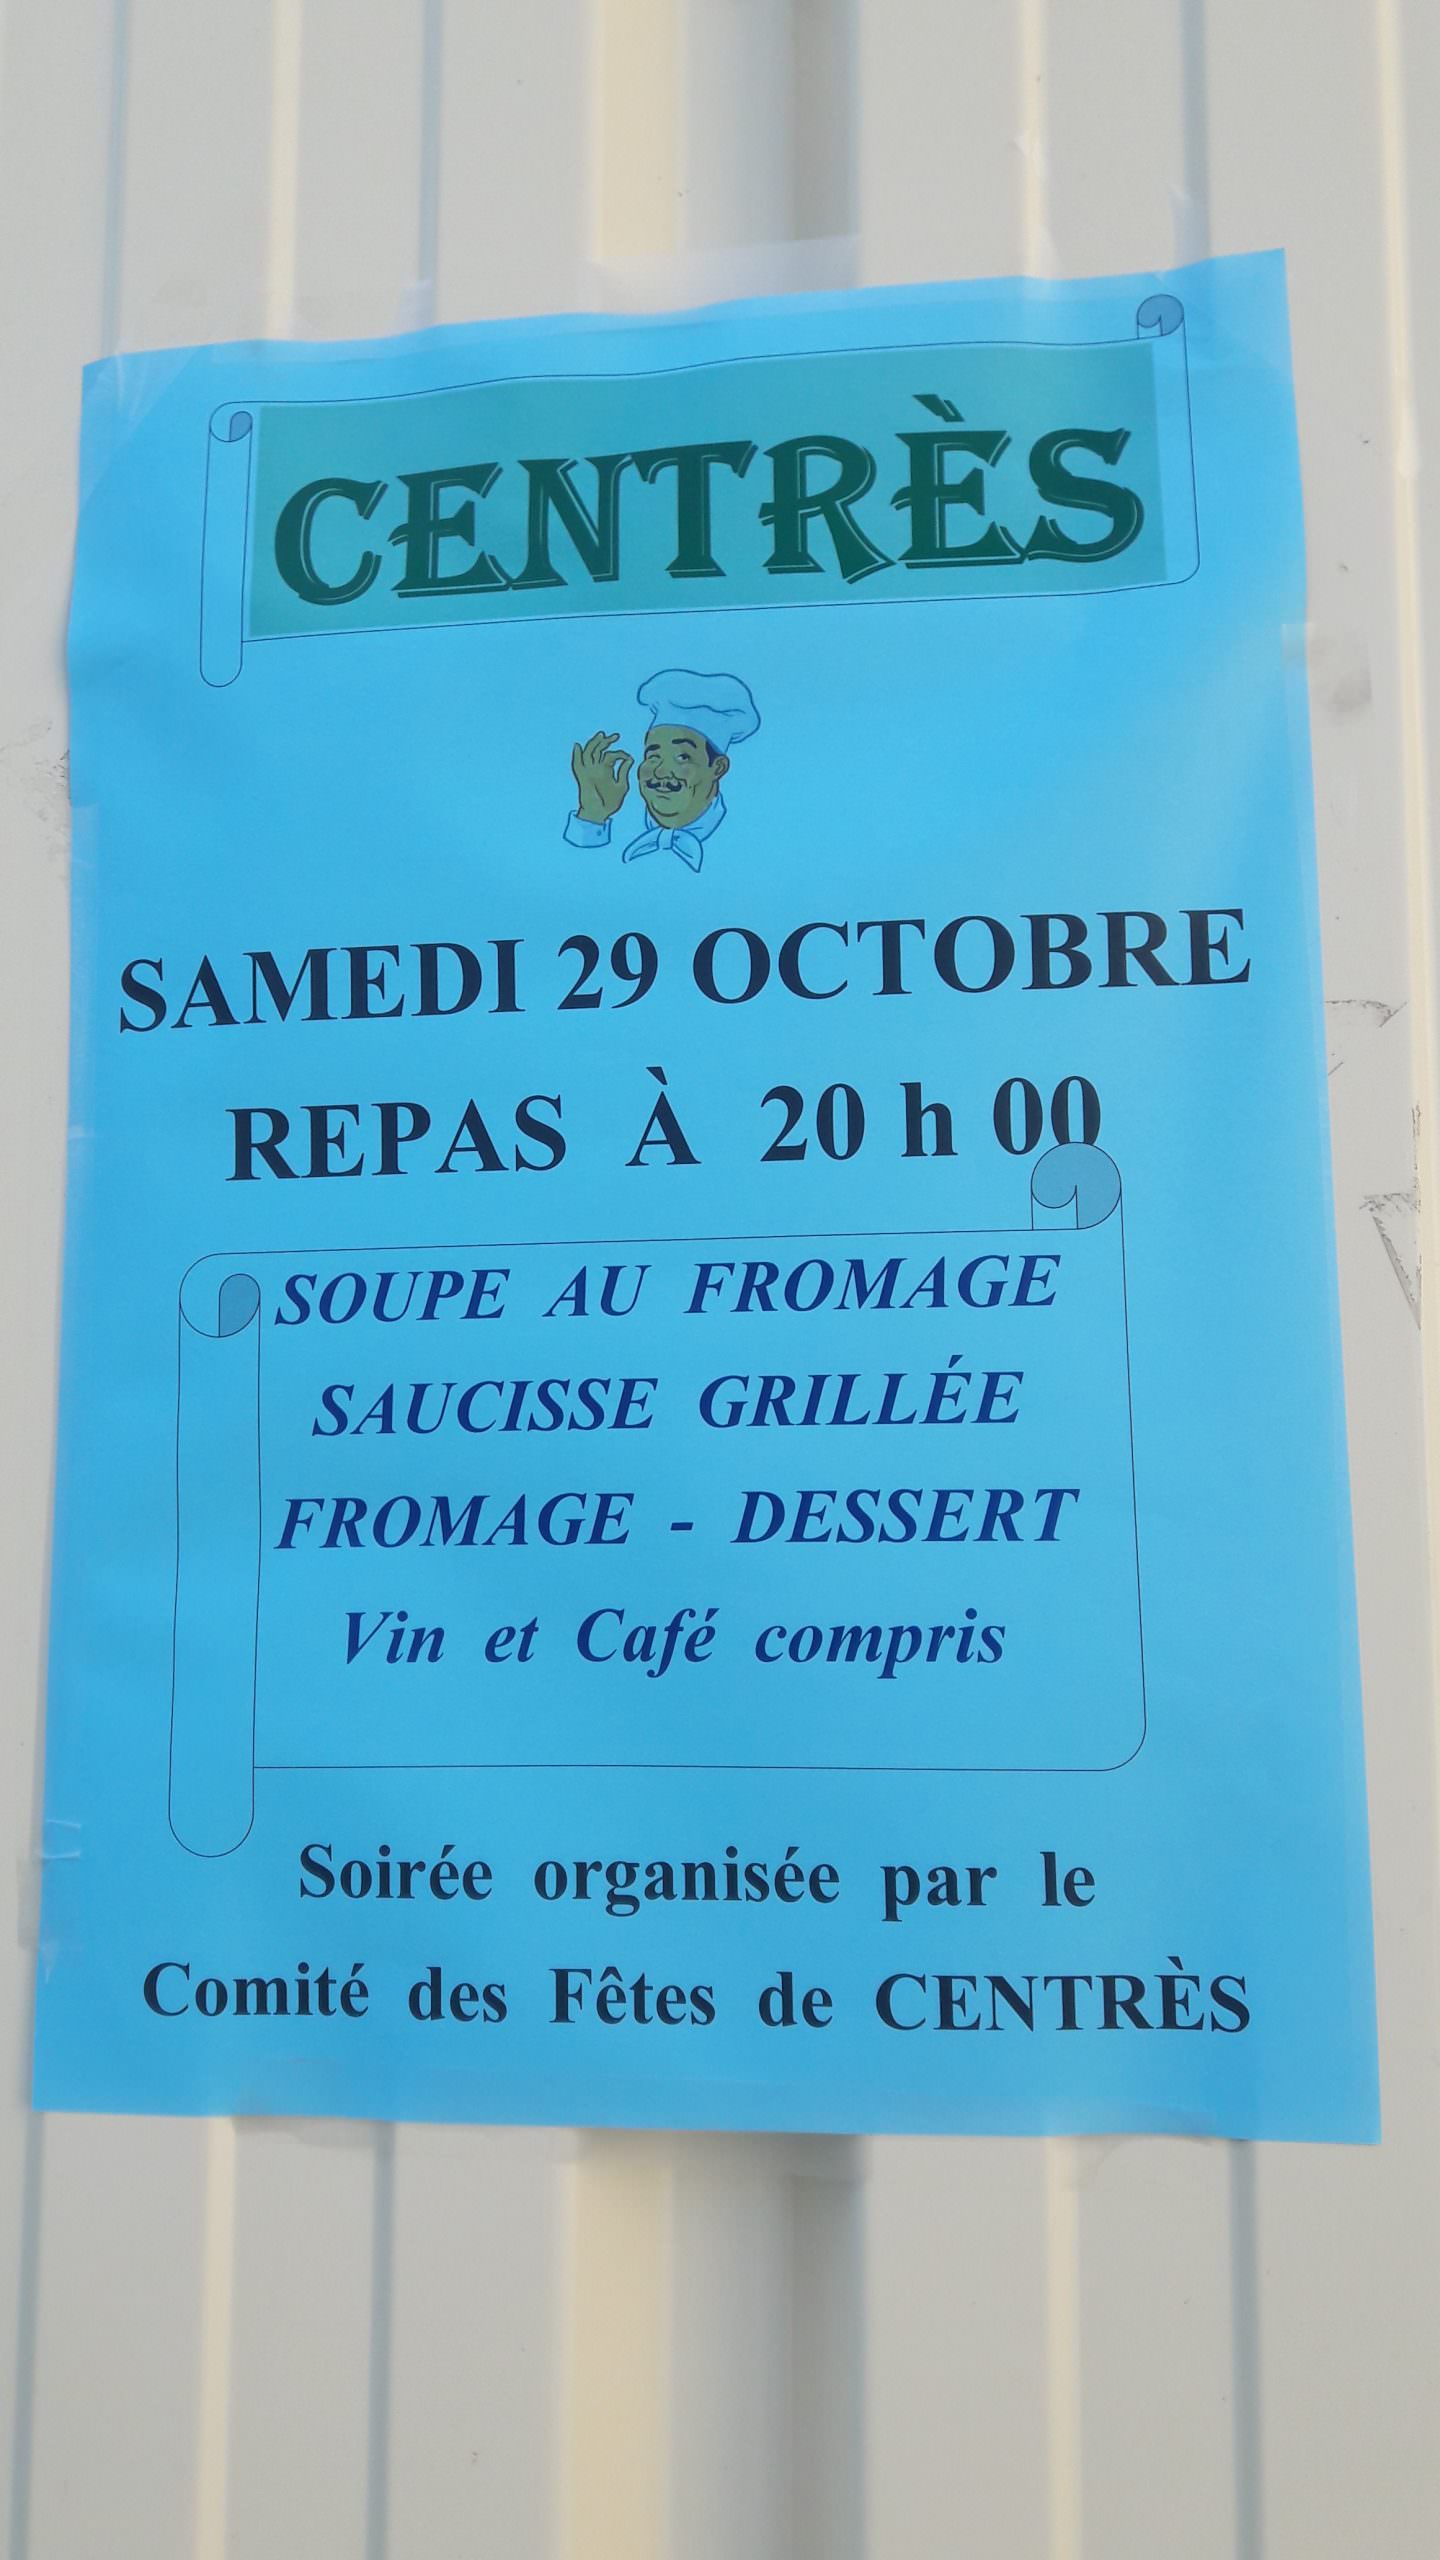 CENTRÈS
SAMEDI 29 OCTOBRE
REPAS À 20 h 00
SOUPE AU FROMAGE
SAUCISSE GRILLÉE
FROMAGE - DESSERT
Vin et Café compris
Soirée organisée par le
Comité des Fêtes de CENTRÈS